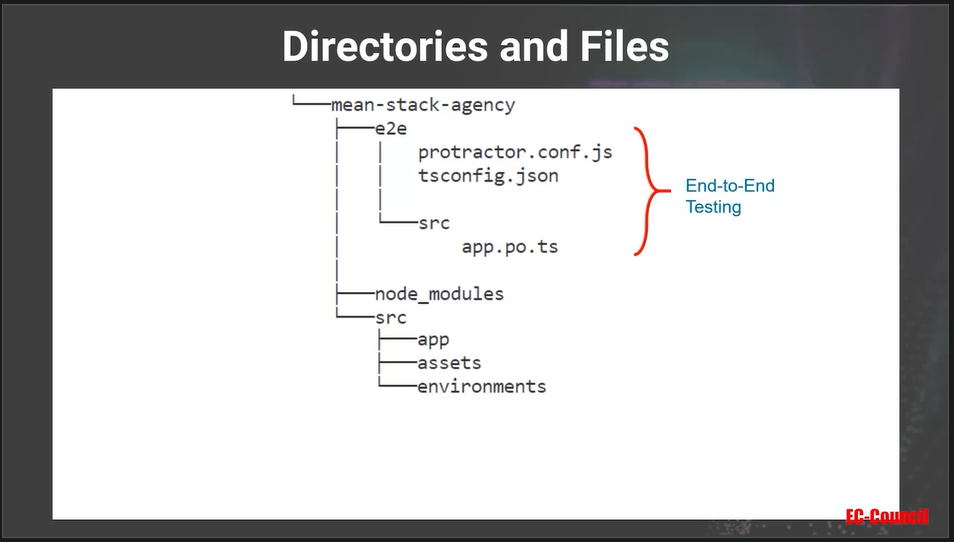 Directories and Files
└───mean-stack-agency
├───e2e
protractor.conf.js
tsconfig.json
End-to-End
Testing
└───src
app.po.ts
├───node_modules
└───src
├───app
├───assets
└───environments
EC-Council